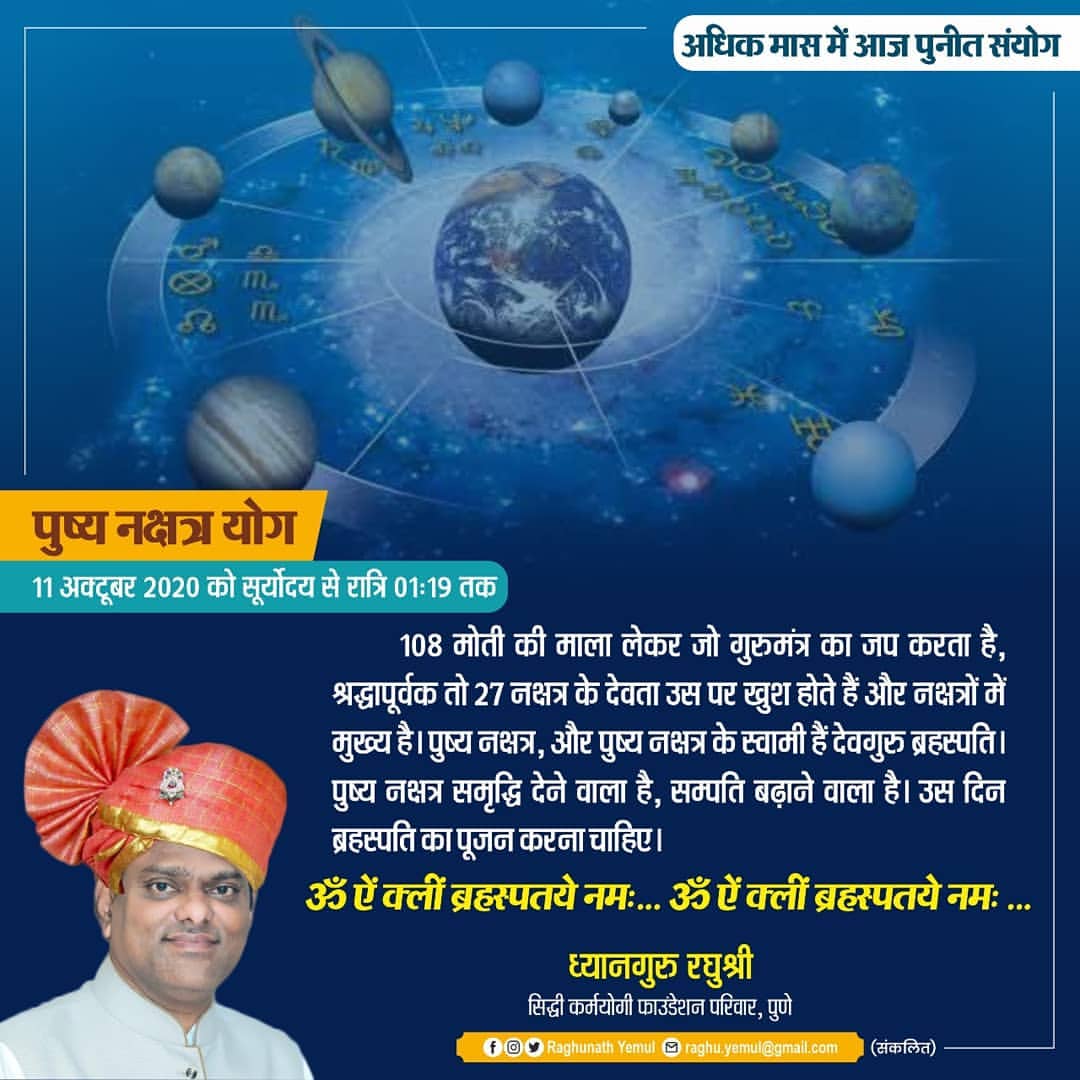 अधिक मास में आज पुनीत संयोग
पुष्य नक्षत्र योग
11 अक्टूबर 2020 को सूर्योदय से रात्रि 01:19 तक
108 मोती की माला लेकर जो गुरुमंत्र का जप करता है,
श्रद्धापूर्वक तो 27 नक्षत्र के देवता उस पर खुश होते हैं और नक्षत्रों में
मुख्य है। पुष्य नक्षत्र, और पुष्य नक्षत्र के स्वामी हैं देवगुरु ब्रहस्पति।
पुष्य नक्षत्र समृद्धि देने वाला है, सम्पति बढ़ाने वाला है। उस दिन
ब्रहस्पति का पूजन करना चाहिए।
ॐ ऐं क्लीं ब्रहस्पतये नमः... ॐ ऐं क्लीं ब्रहस्पतये नमः ...
ध्यानगुरु रघुश्री
सिद्धी कर्मयोगी फाउंडेशन परिवार, पुणे
Raghunath Yemul raghu.yemul@gmail.com (संकलित)